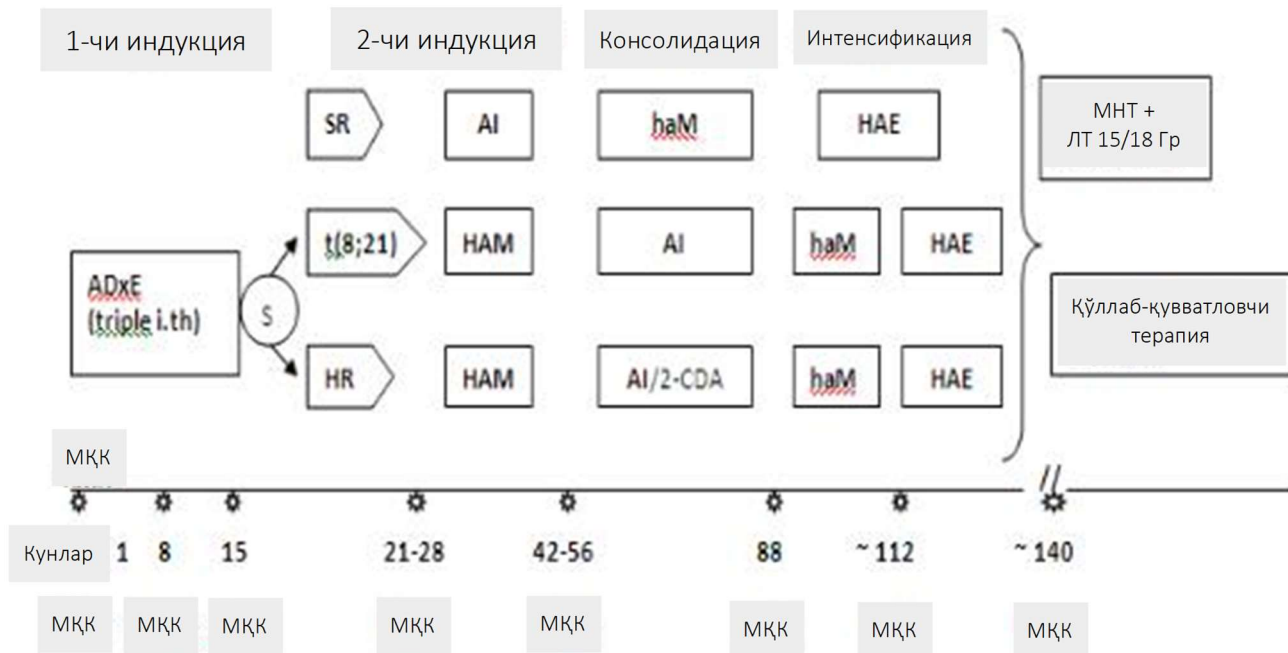 1-чи индукция
2-чи индукция
Консолидация
Интенсификация
SR
AI
haM
HAE
МНТ +
ЛТ 15/18 Гр
t(8;21)
HAM
AI
haM
HAE
ADxE
(triple i.th)
S
HR
HAM
AI/2-CDA
haM
HAE
Қўллаб-қувватловчи
терапия
МҚК
Кунлар 1 8 15 21-28 42-56 88 ~ 112 ~ 140
МҚК МҚК МҚК МҚК МҚК МҚК МҚК МҚК